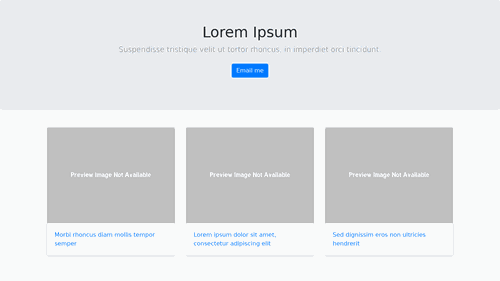 Lorem Ipsum
Suspendisse tristique velit ut tortor rhoncus, in imperdiet orci tincidunt.
Email me
Preview Image Not Available
Preview Image Not Available
Preview Image Not Available
Morbi rhoncus diam mollis tempor
semper
Lorem ipsum dolor sit amet,
consectetur adipiscing elit
Sed dignissim eros non ultricies
hendrerit